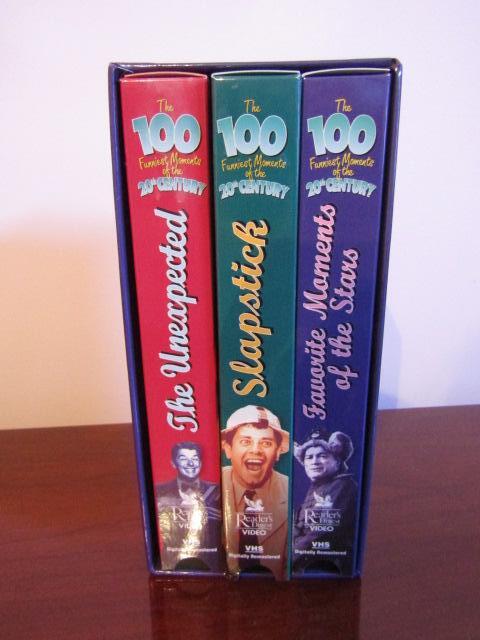 The
100
Funniest Moments
of the
20th CENTURY
The Unexpected
Reader's
Digest
VIDEO
VHS
Digitally Remastered
The
100
Funniest Moments
of the
20th CENTURY
Slapstick
Reader's
Digest
VIDEO
VHS
Digitally Remastered
The
100
Funniest Moments
of the
20th CENTURY
Favorite Moments
of the Stars
Reader's
Digest
VIDEO
VHS
Digitally Remastered